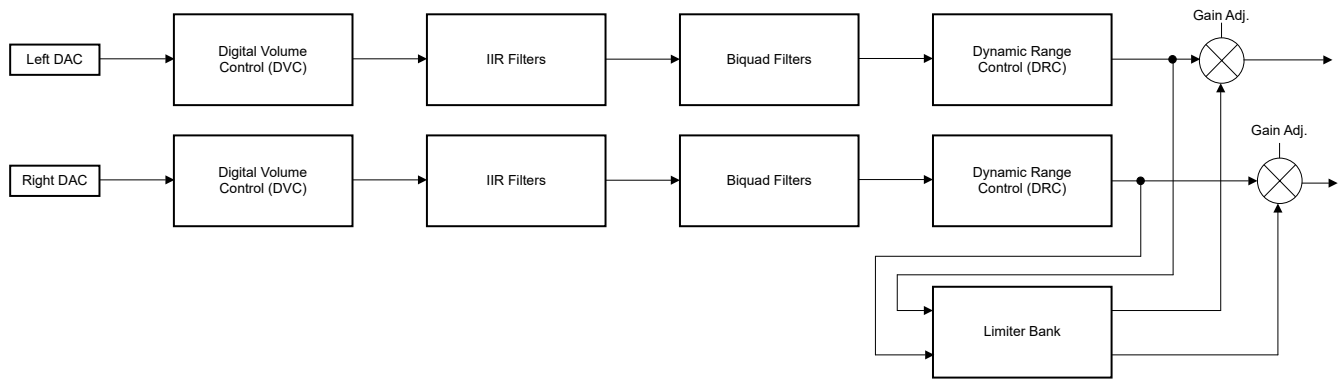 Gain Adj.
Left DAC
Digital Volume
Control (DVC)
IIR Filters
Biquad Filters
Dynamic Range
Control (DRC)
Gain Adj.
Right DAC
Digital Volume
Control (DVC)
IIR Filters
Biquad Filters
Dynamic Range
Control (DRC)
Limiter Bank